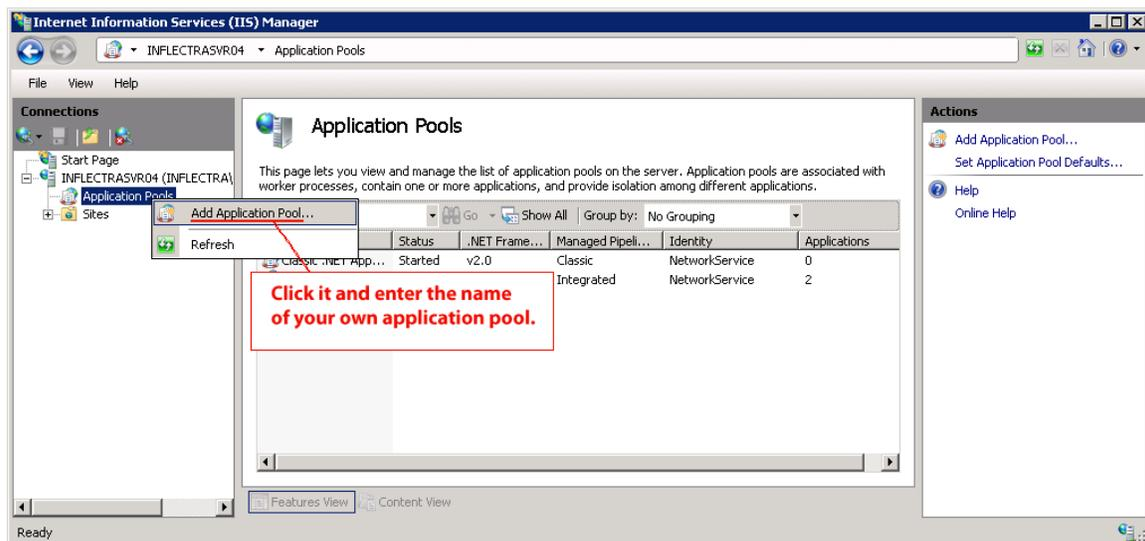 Internet Information Services (IIS) Manager
INFLECTRASVR04 Application Pools
File View Help
Connections
Start Page
INFLECTRASVR04 (INFLECTRA\
Application Pools
Sites
Add Application Pool...
Refresh
Application Pools
This page lets you view and manage the list of application pools on the server. Application pools are associated with
worker processes, contain one or more applications, and provide isolation among different applications.
Go Show All Group by: No Grouping
Status .NET Frame... Managed Pipeli... Identity Applications
Classic .NET App... Started v2.0 Classic NetworkService 0
Integrated NetworkService 2
Click it and enter the name
of your own application pool.
Features View Content View
Actions
Add Application Pool...
Set Application Pool Defaults...
Help
Online Help
Ready